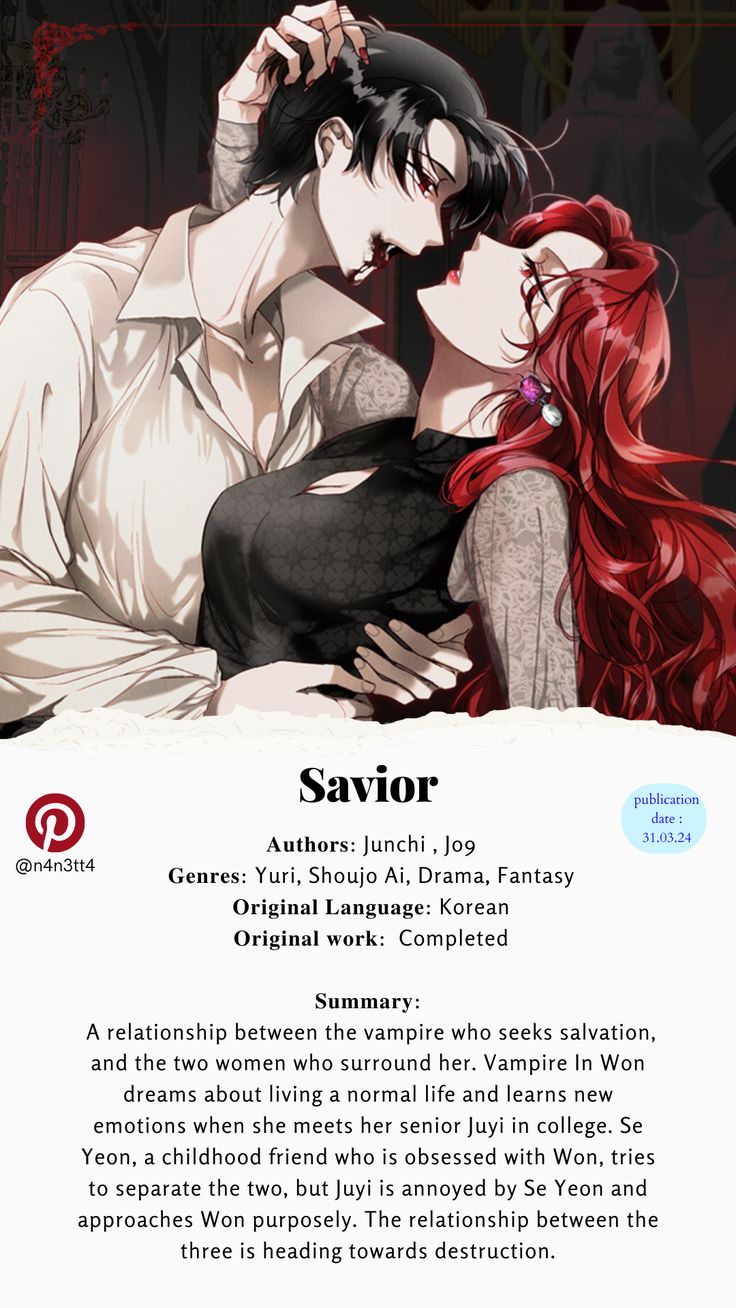 Savior
@n4n3tt4
publication
date :
31.03.24
Authors: Junchi , J09
Genres: Yuri, Shoujo Ai, Drama, Fantasy
Original Language: Korean
Original work:  Completed
Summary:
A relationship between the vampire who seeks salvation,
and the two women who surround her. Vampire In Won
dreams about living a normal life and learns new
emotions when she meets her senior Juyi in college. Se
Yeon, a childhood friend who is obsessed with Won, tries
to separate the two, but Juyi is annoyed by Se Yeon and
approaches Won purposely. The relationship between the
three is heading towards destruction.